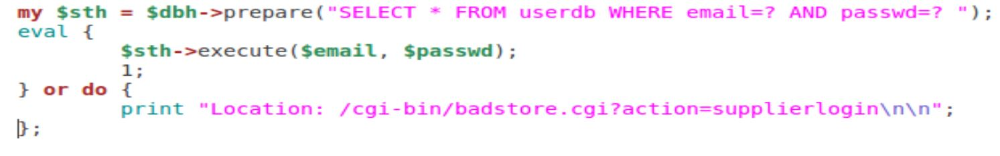 my $sth = $dbh->prepare("SELECT * FROM userdb WHERE email=? AND passwd=? ");
eval {
        $sth->execute($email, $passwd);
        1;
} or do {
        print "Location: /cgi-bin/badstore.cgi?action=supplierlogin\n\n";
};